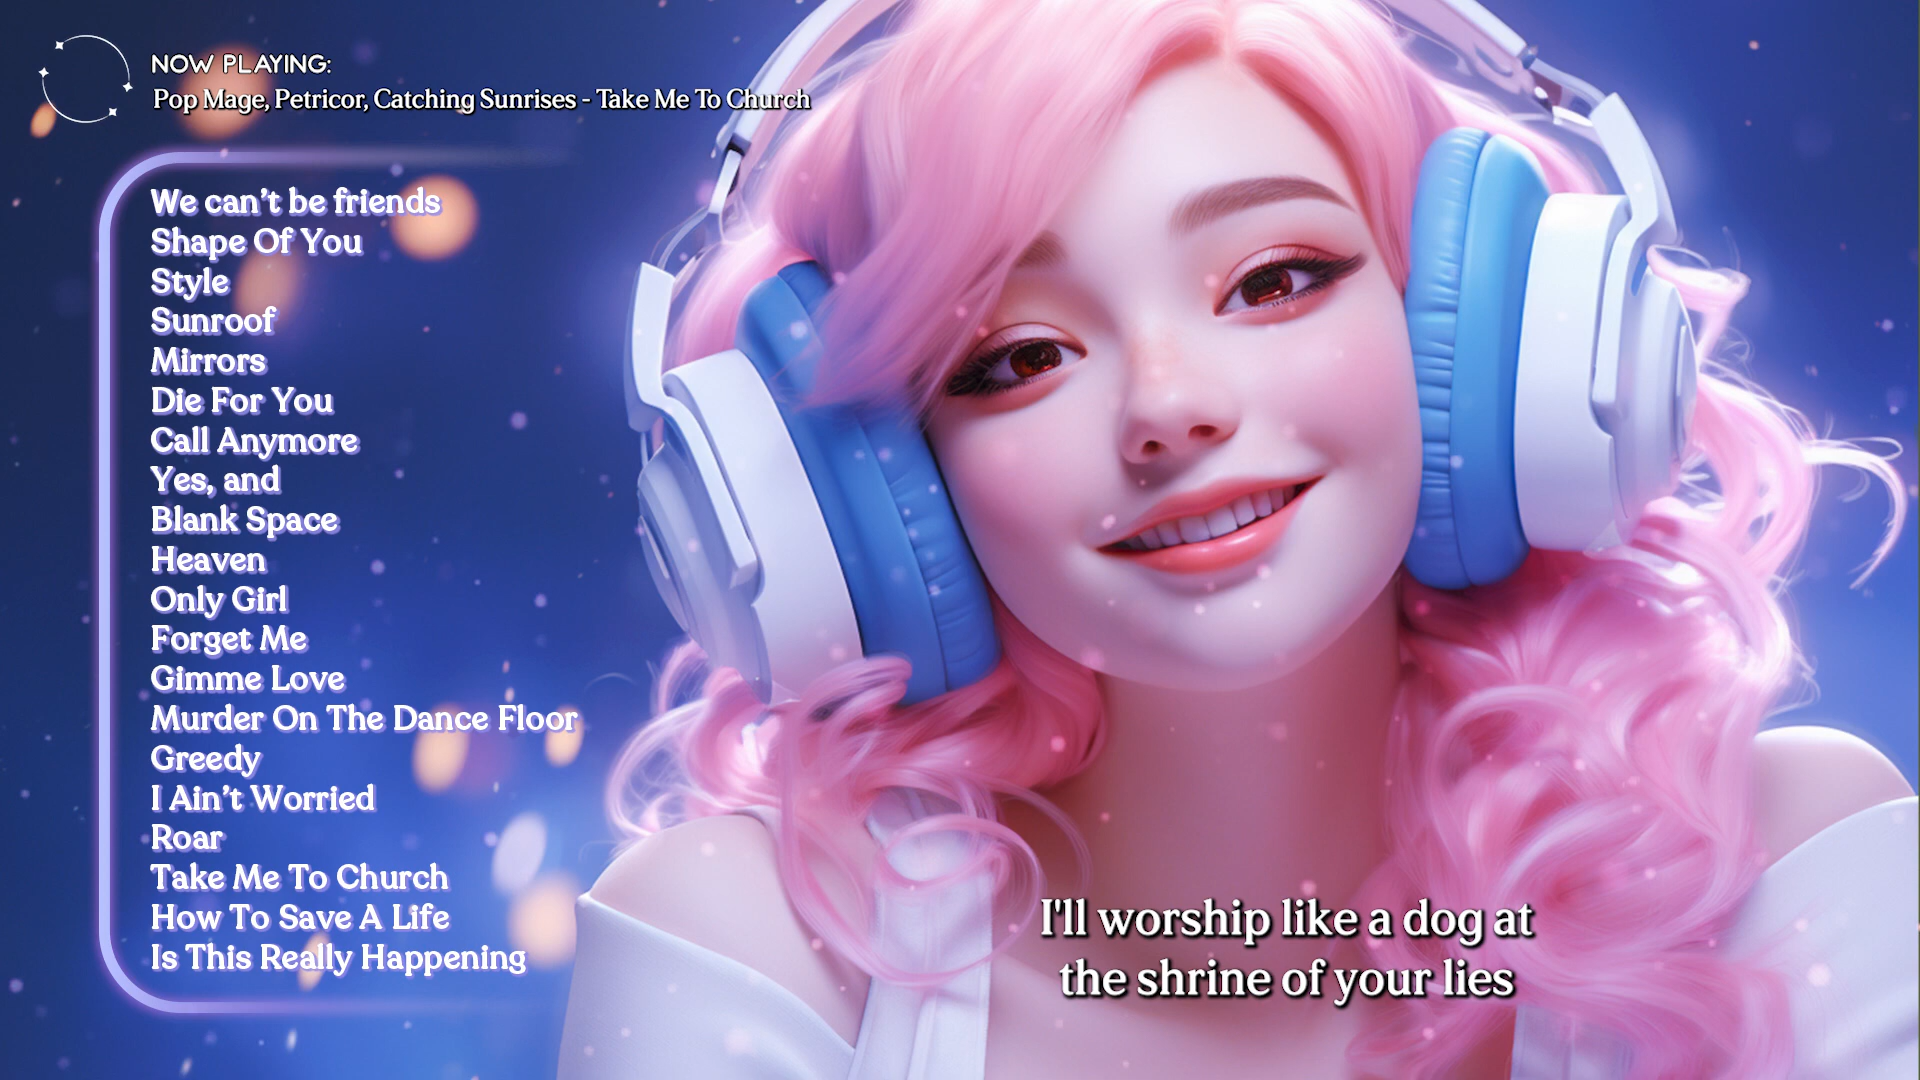 NOW PLAYING:
Pop Mage, Petricor, Catching Sunrises - Take Me To Church
We can't be friends
Shape Of You
Style
Sunroof
Mirrors
Die For You
Call Anymore
Yes, and
Blank Space
Heaven
Only Girl
Forget Me
Gimme Love
Murder On The Dance Floor
Greedy
I Ain't Worried
Roar
Take Me To Church
How To Save A Life
Is This Really Happening
I'll worship like a dog at
the shrine of your lies